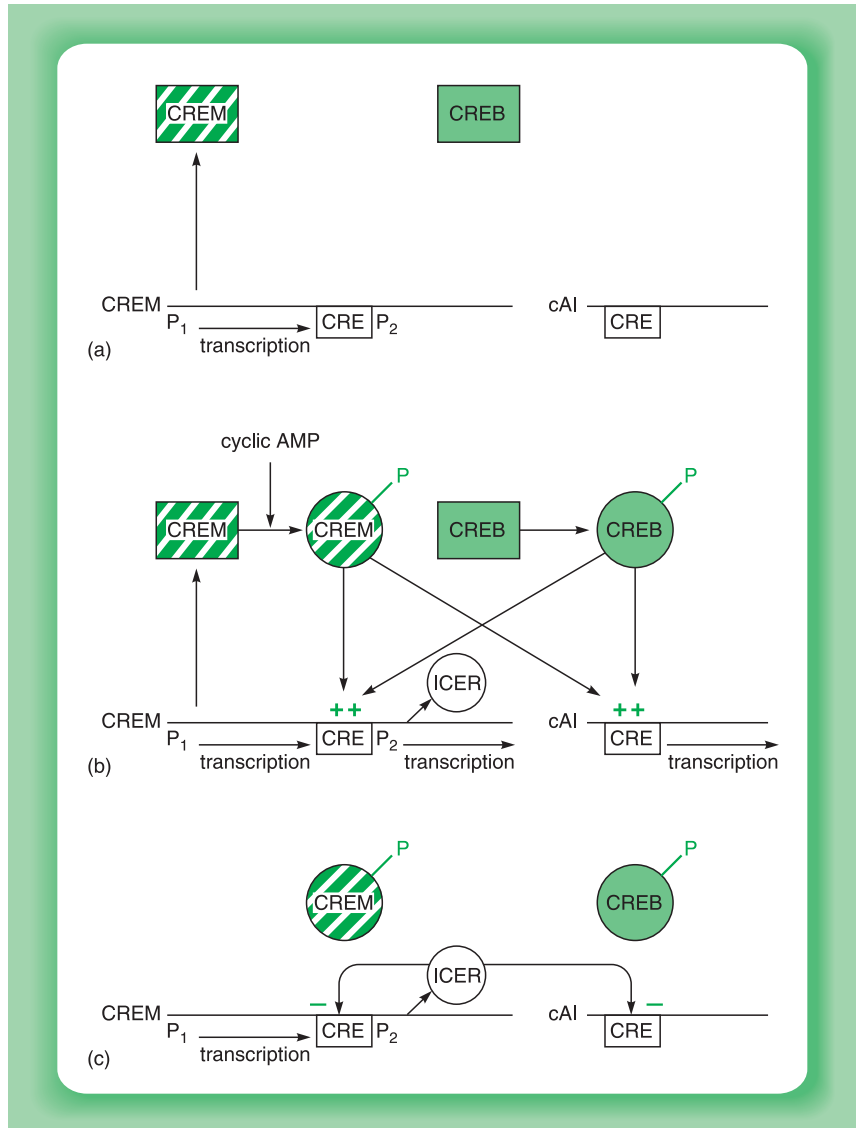 CREM CREB
CREM cAI
P₁ CRE P₂ CRE
transcription
(a)
cyclic AMP
P P
CREM CREM CREB CREB
ICER
++ ++
CREM cAI
P₁ CRE P₂ CRE
transcription transcription transcription
(b)
P P
CREM CREB
ICER
– –
CREM cAI
P₁ CRE P₂ CRE
transcription
(c)